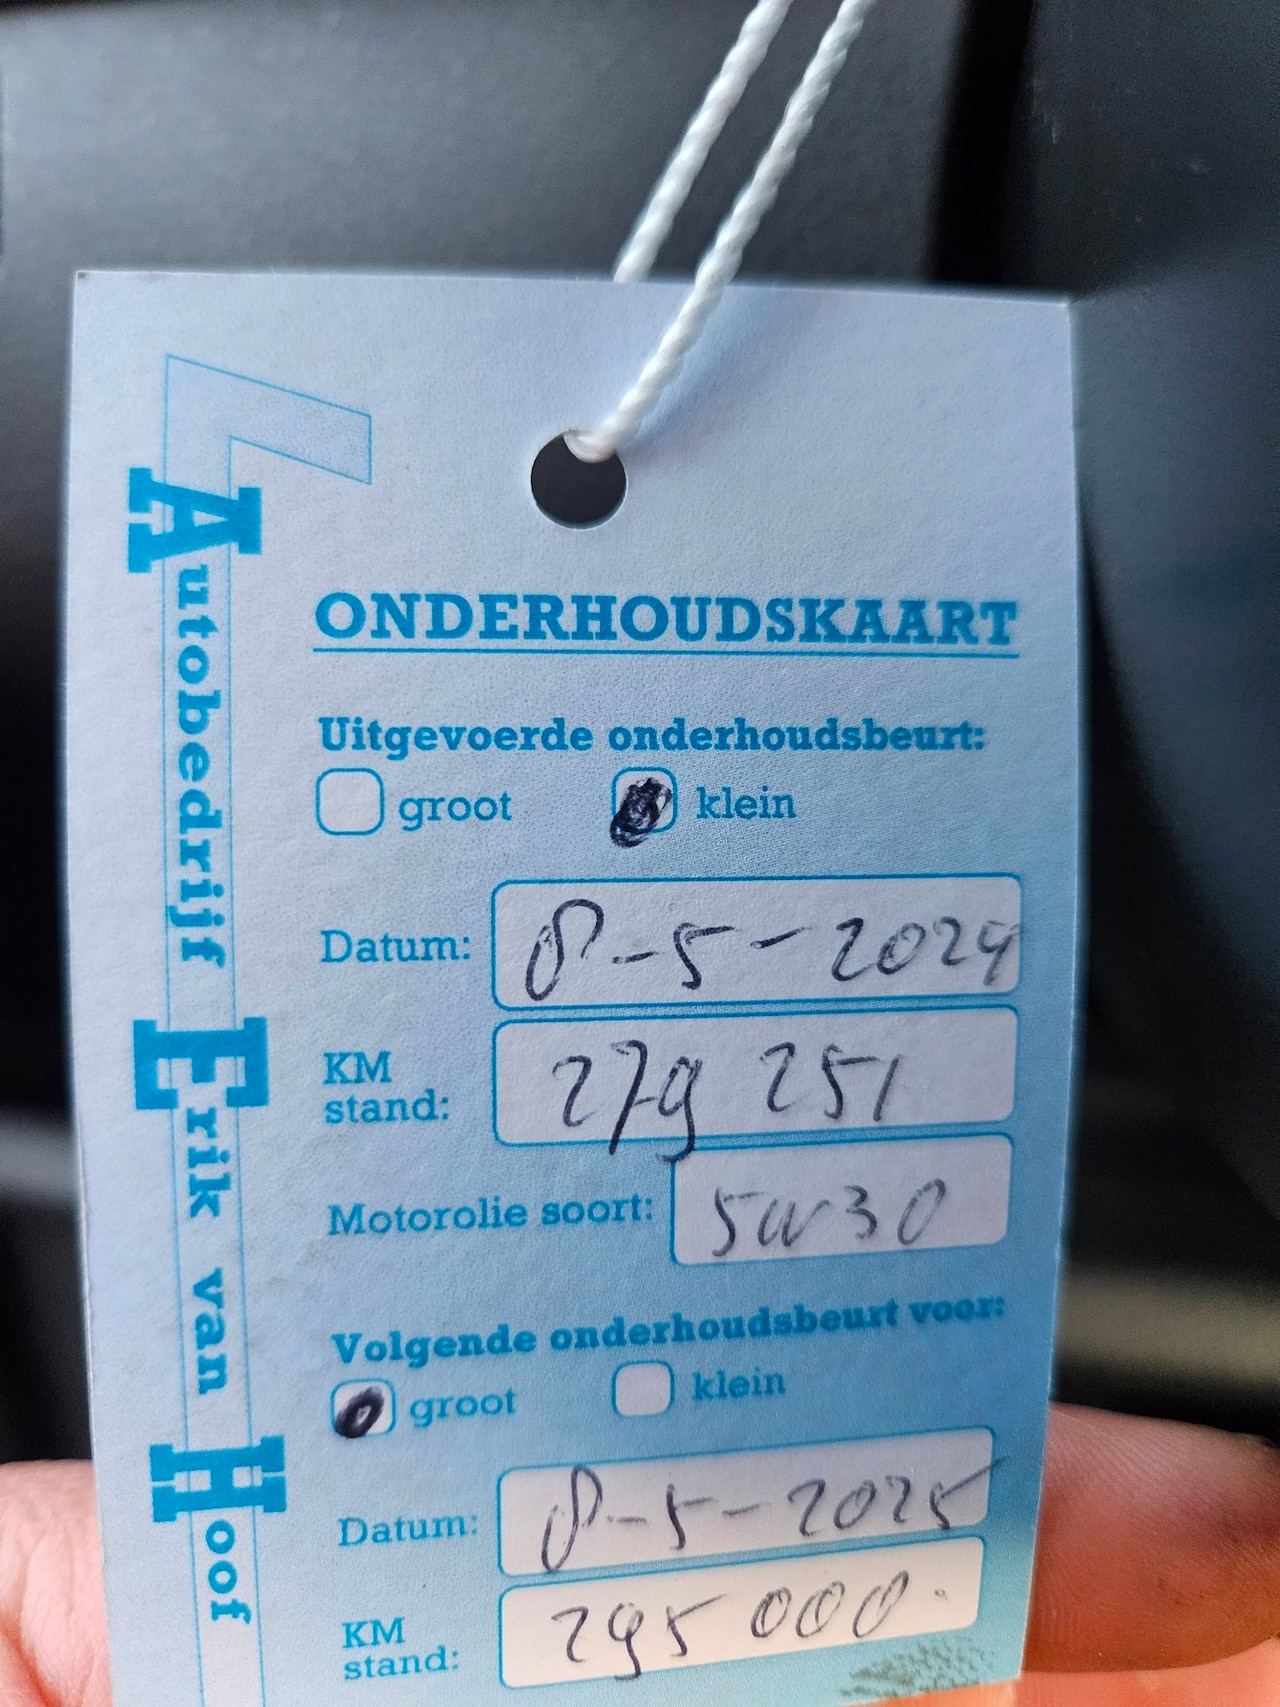 Autobedrijf Erik van Hoof
ONDERHOUDSKAART
Uitgevoerde onderhoudsbeurt:
groot klein
Datum: 8-5-2024
KM stand: 279 251
Motorolie soort: 5W30
Volgende onderhoudsbeurt voor:
groot klein
Datum: 8-5-2025
KM stand: 295 000.